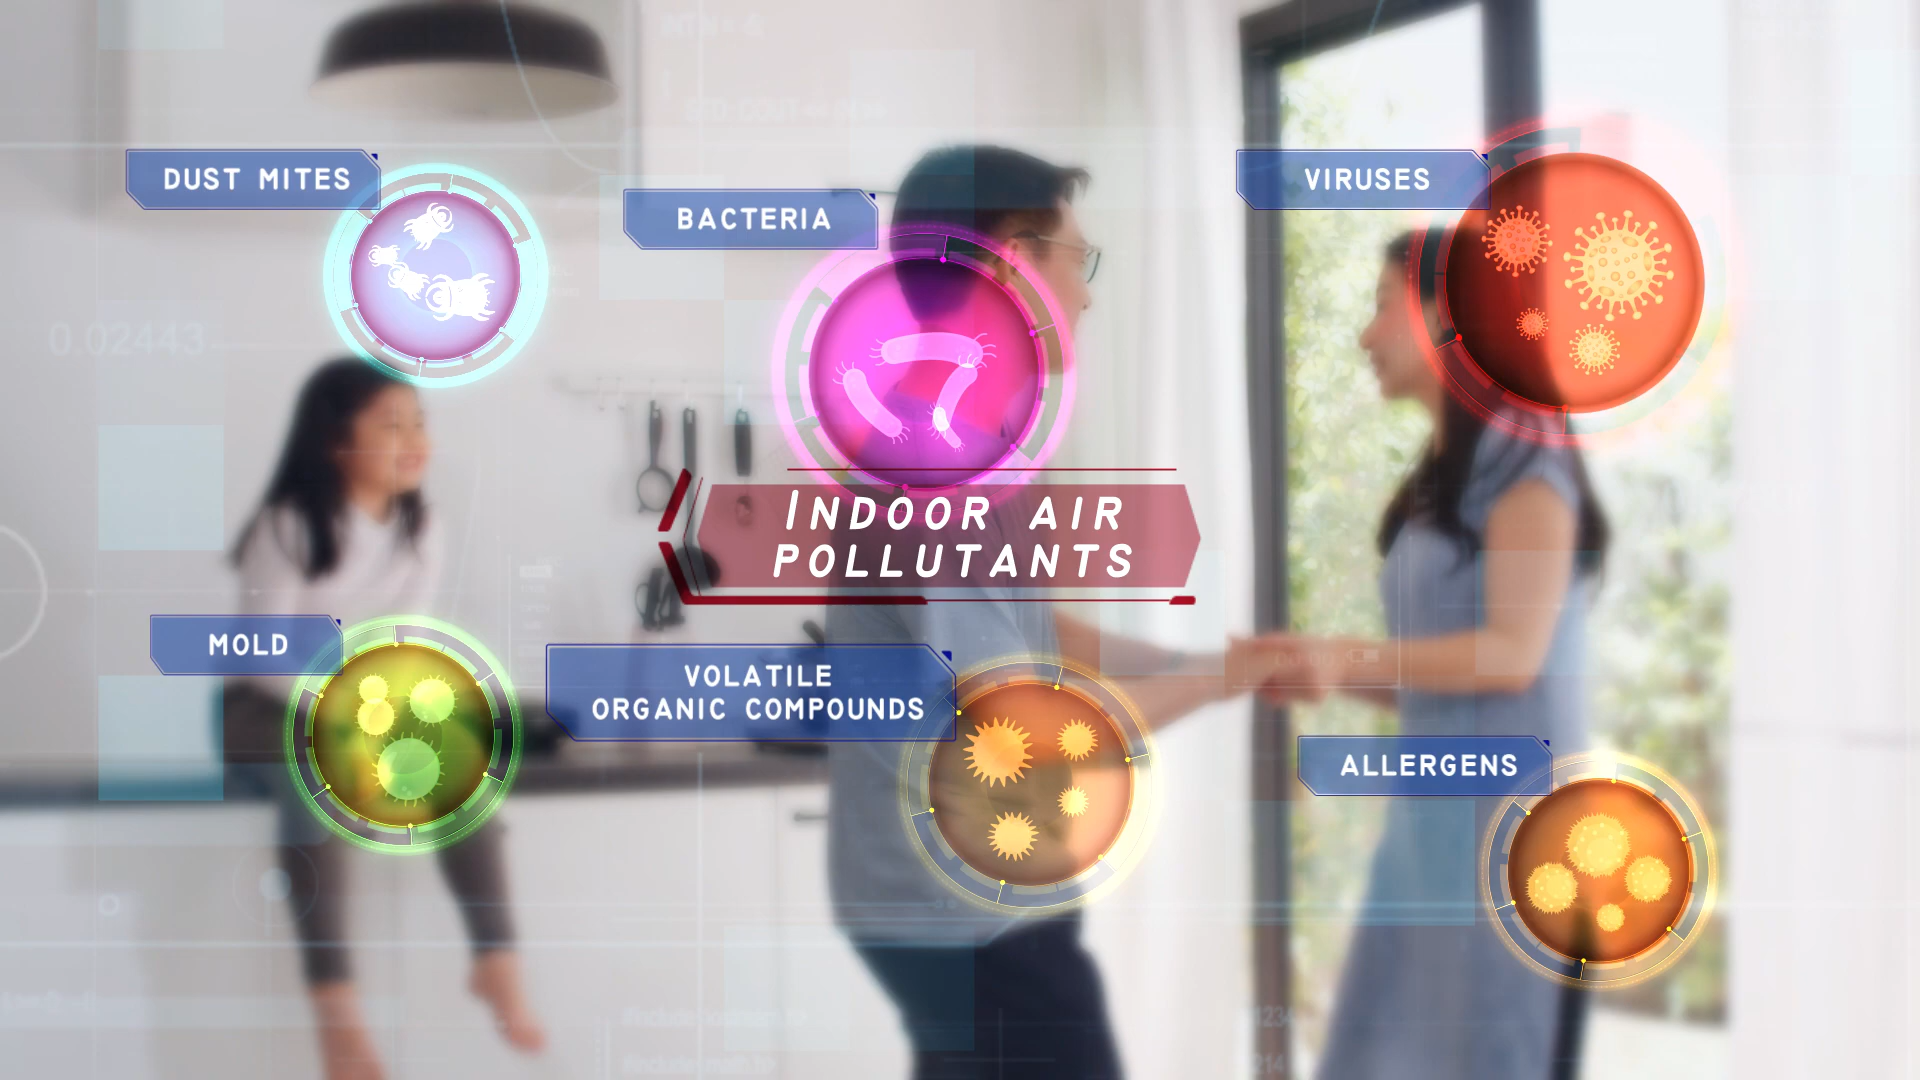 DUST MITES
BACTERIA
VIRUSES
0.02443
INDOOR AIR
POLLUTANTS
MOLD
VOLATILE
ORGANIC COMPOUNDS
ALLERGENS